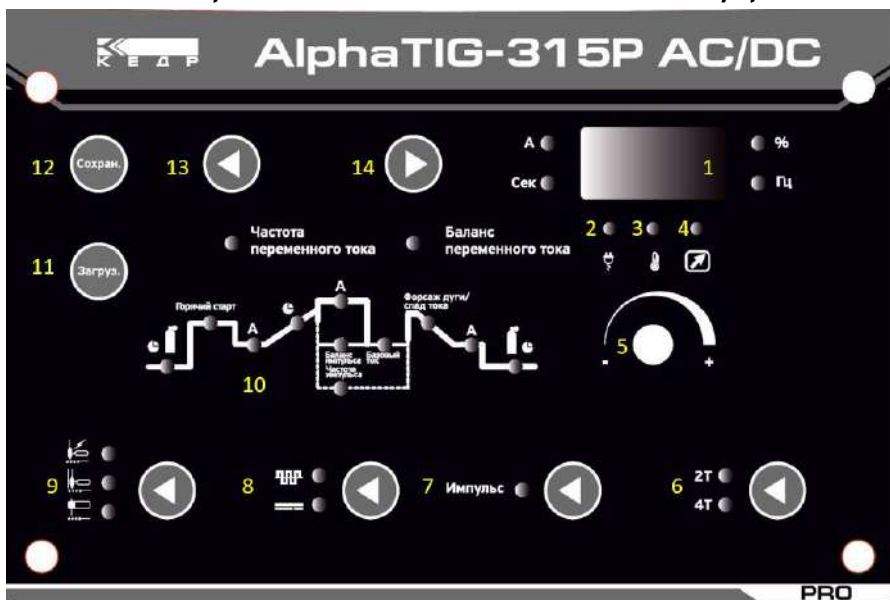 КЕДР AlphaTIG-315P AC/DC
12 Сохран. 13 14 А 1 %
Сек Гц
2 3 4
Частота
переменного тока
Баланс
переменного тока
11 Загруз.
Горячий старт
А
А
Форсаж дуги/
спад тока
А
Баланс
импульса
Базовый
ток
Частота
импульса
10
5
- +
9 8 7 Импульс 6 2T
4T
PRO